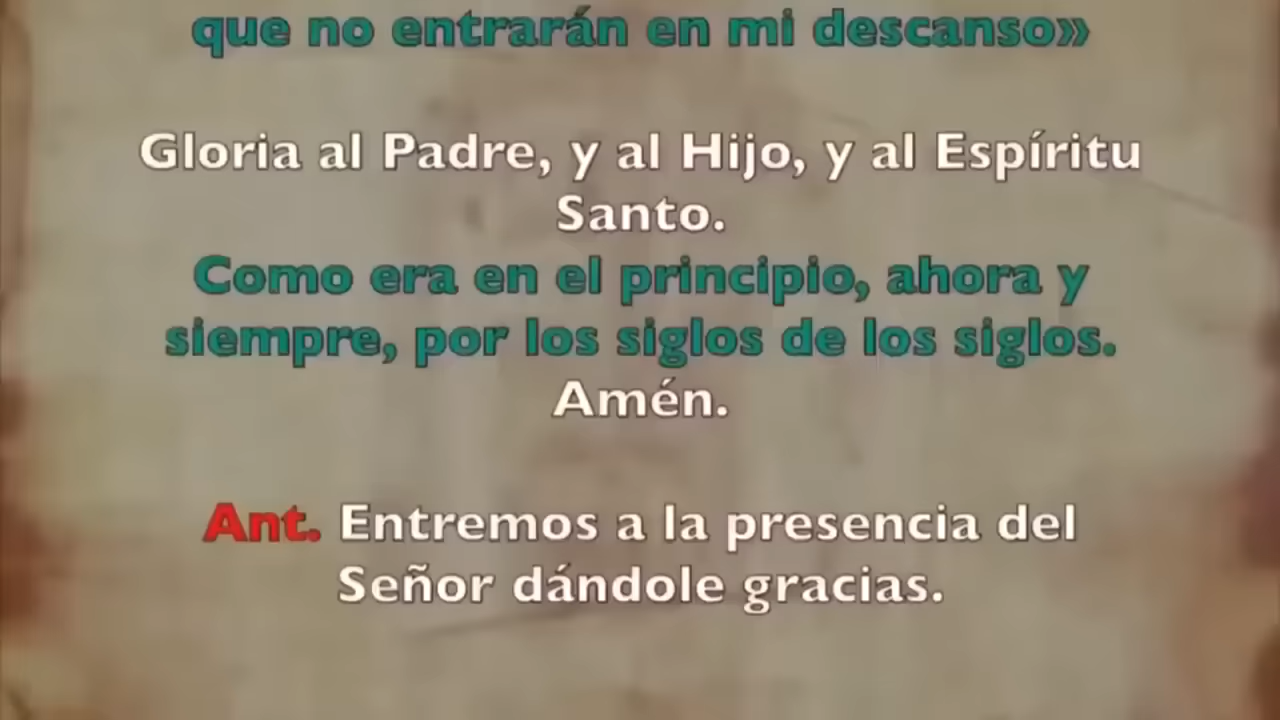 que no entrarán en mi descanso»
Gloria al Padre, y al Hijo, y al Espíritu
Santo.
Como era en el principio, ahora y
siempre, por los siglos de los siglos.
Amén.
Ant. Entremos a la presencia del
Señor dándole gracias.